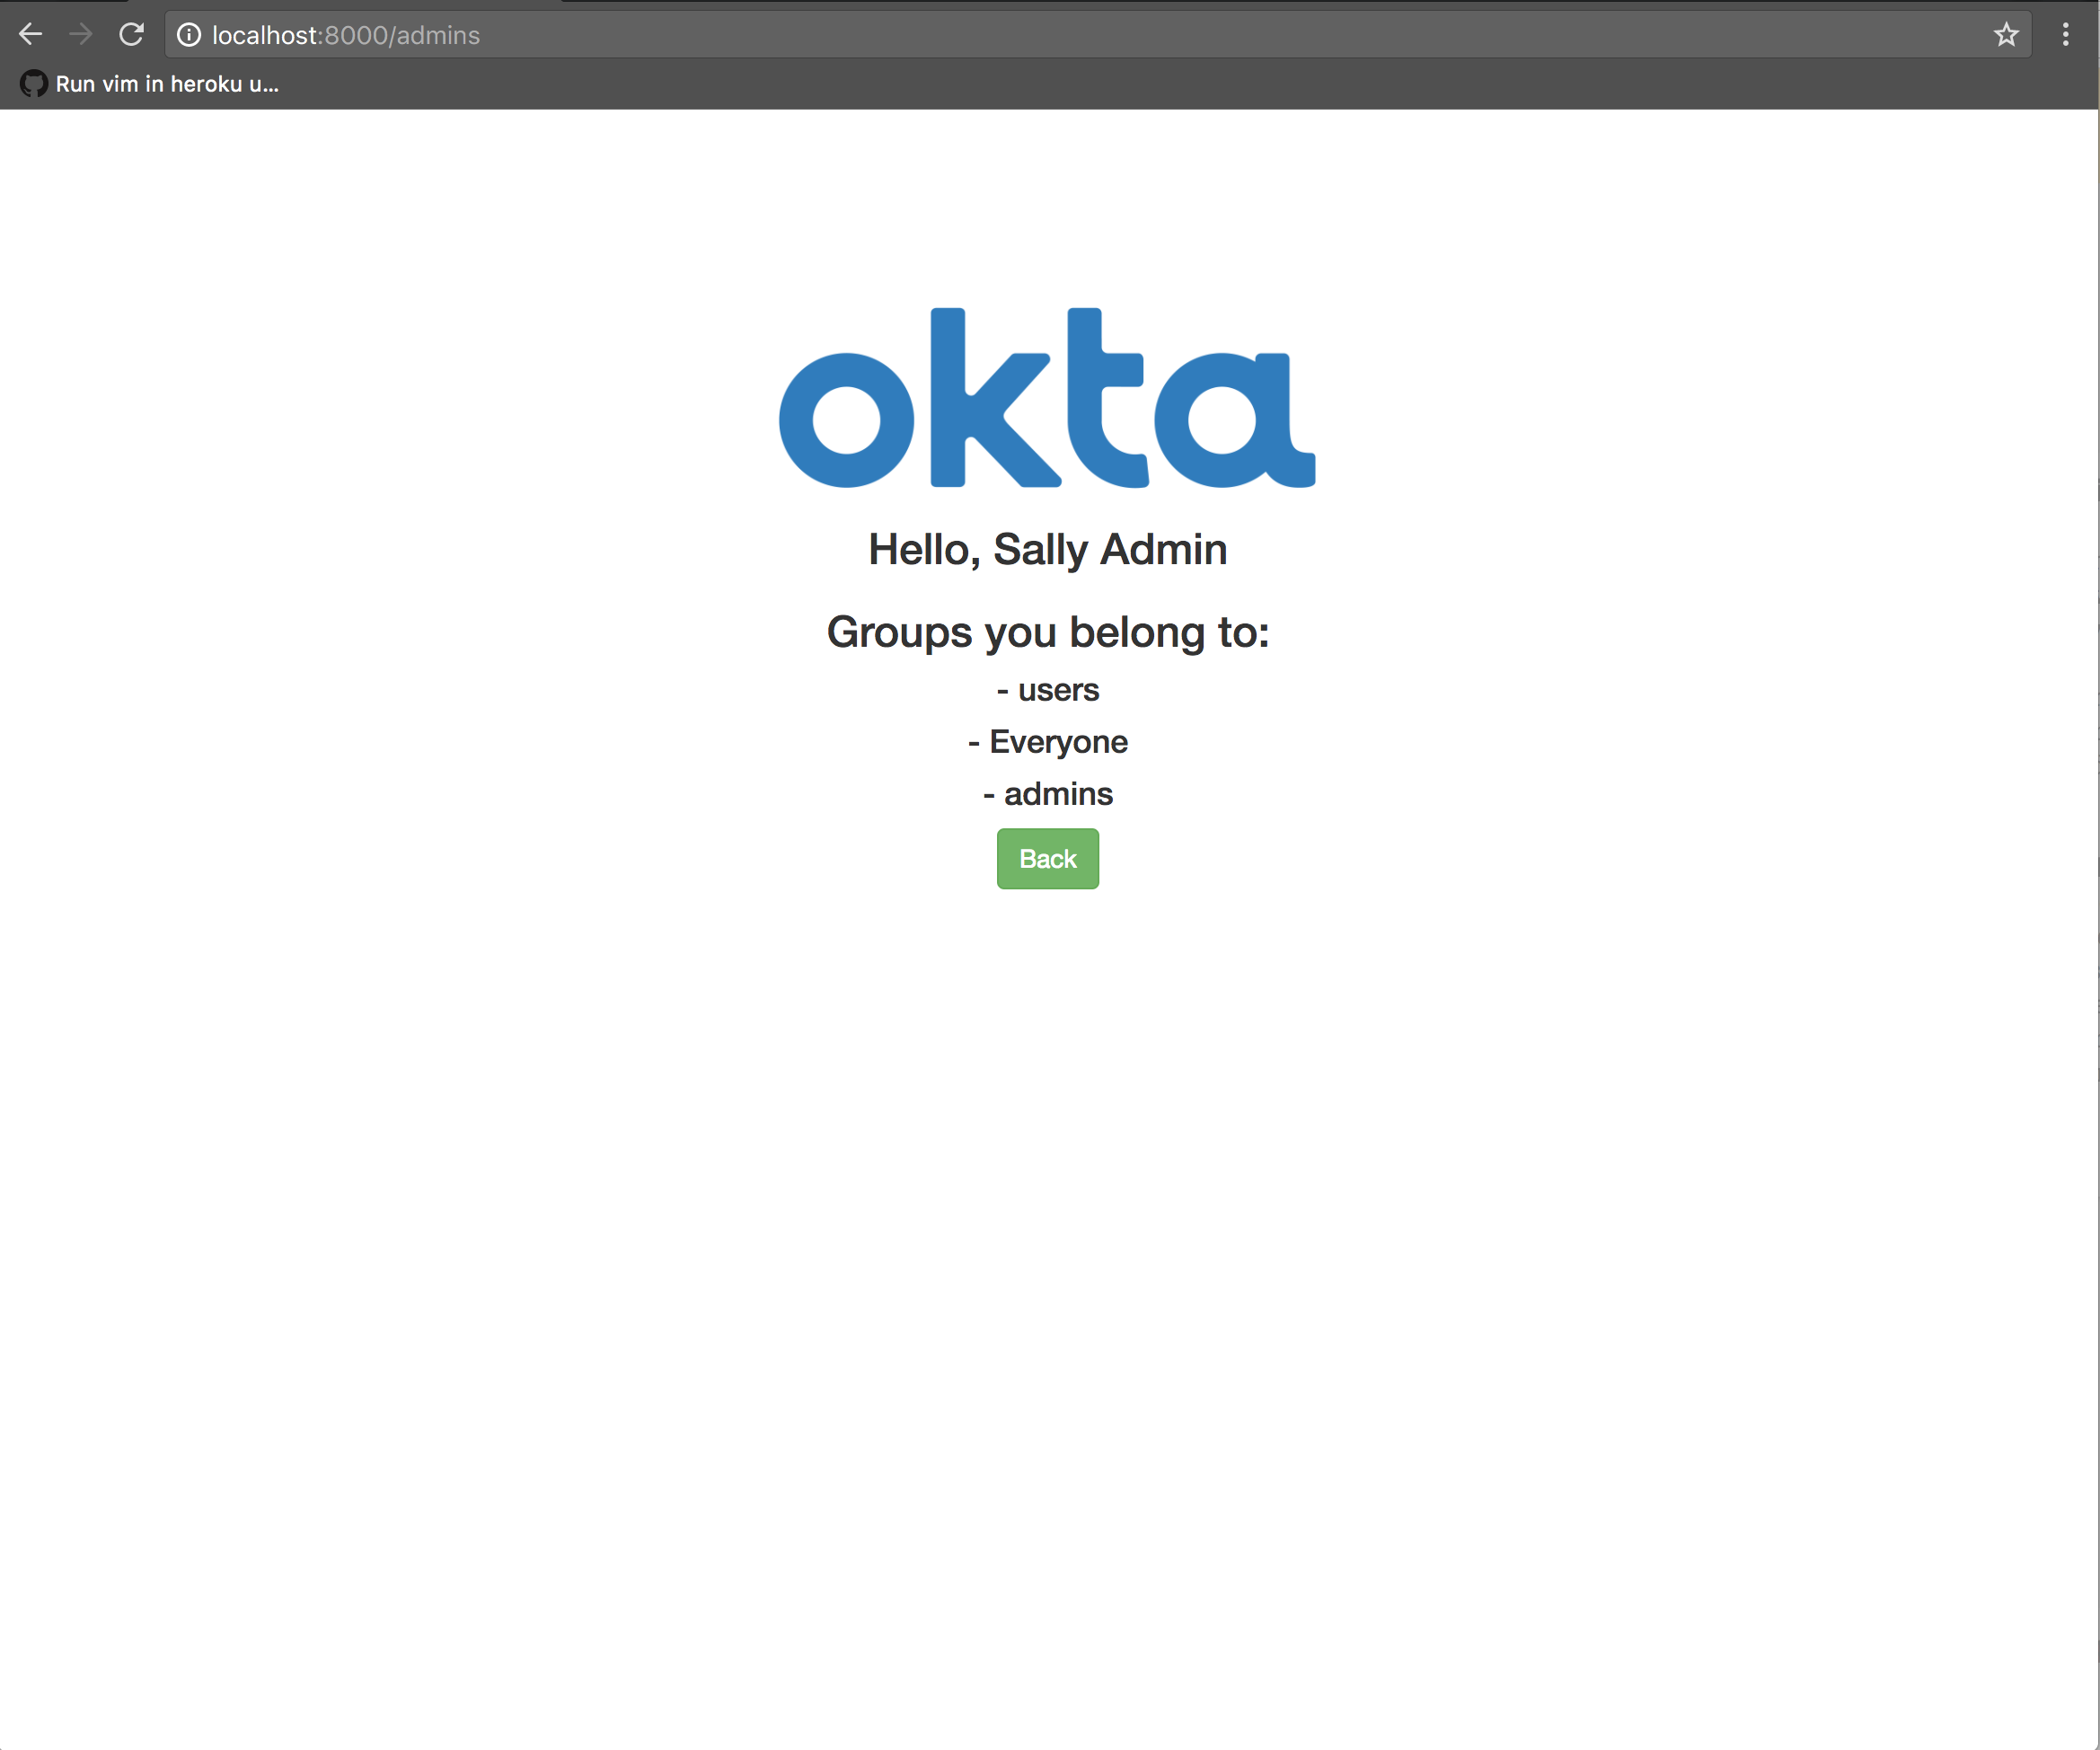 localhost:8000/admins
Run vim in heroku u...
okta
Hello, Sally Admin
Groups you belong to:
- users
- Everyone
- admins
Back